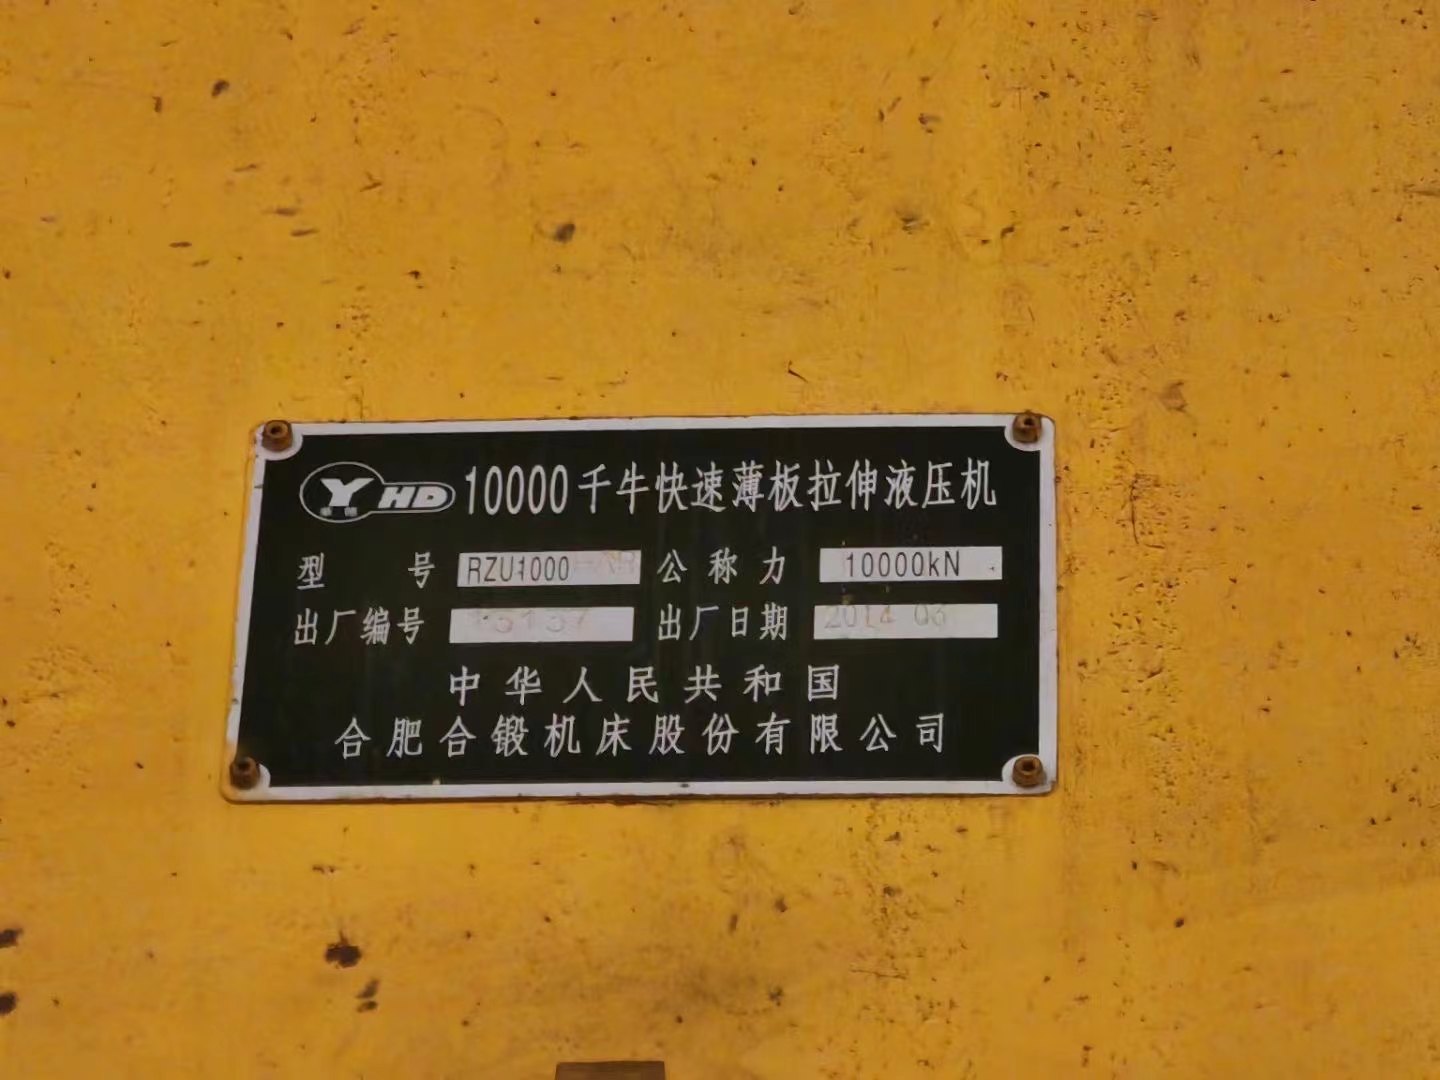 YHD 10000千牛快速薄板拉伸液压机
型号 RZU1000 公称力 10000kN
出厂编号 出厂日期 2014 03
中华人民共和国
合肥合锻机床股份有限公司